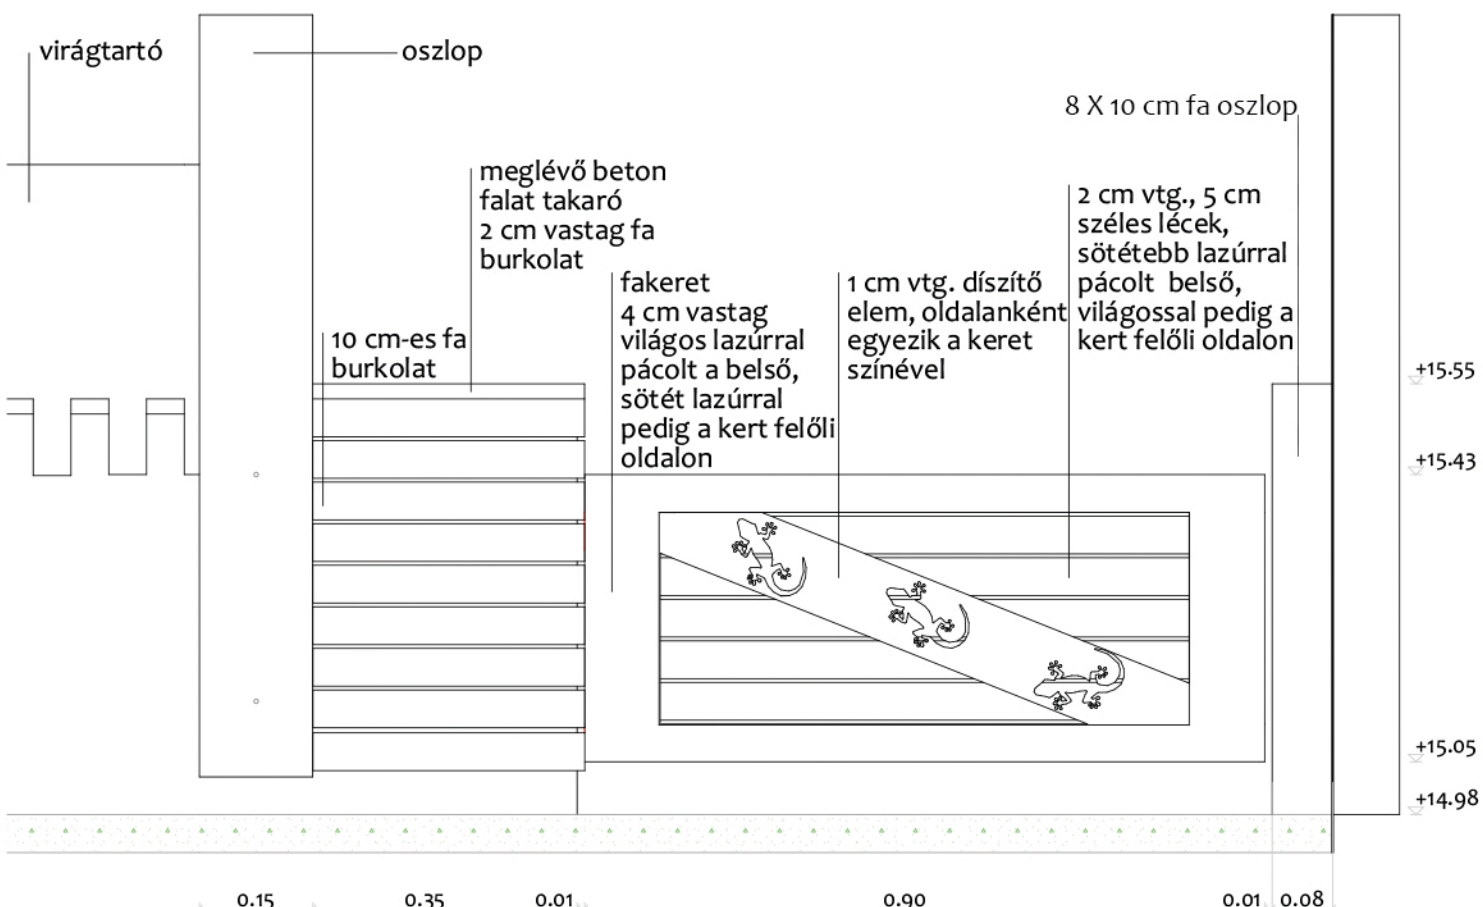 virágtartó
oszlop
8 X 10 cm fa oszlop
meglévő beton
falat takaró
2 cm vastag fa
burkolat
2 cm vtg., 5 cm
széles lécek,
sötétebb lazúrral
pácolt belső,
világossal pedig a
kert felőli oldalon
fakeret
4 cm vastag
világos lazúrral
pácolt a belső,
sötét lazúrral
pedig a kert felőli
oldalon
1 cm vtg. díszítő
elem, oldalanként
egyezik a keret
színével
10 cm-es fa
burkolat
+15.55
+15.43
+15.05
+14.98
0.15 0.35 0.01 0.90 0.01 0.08